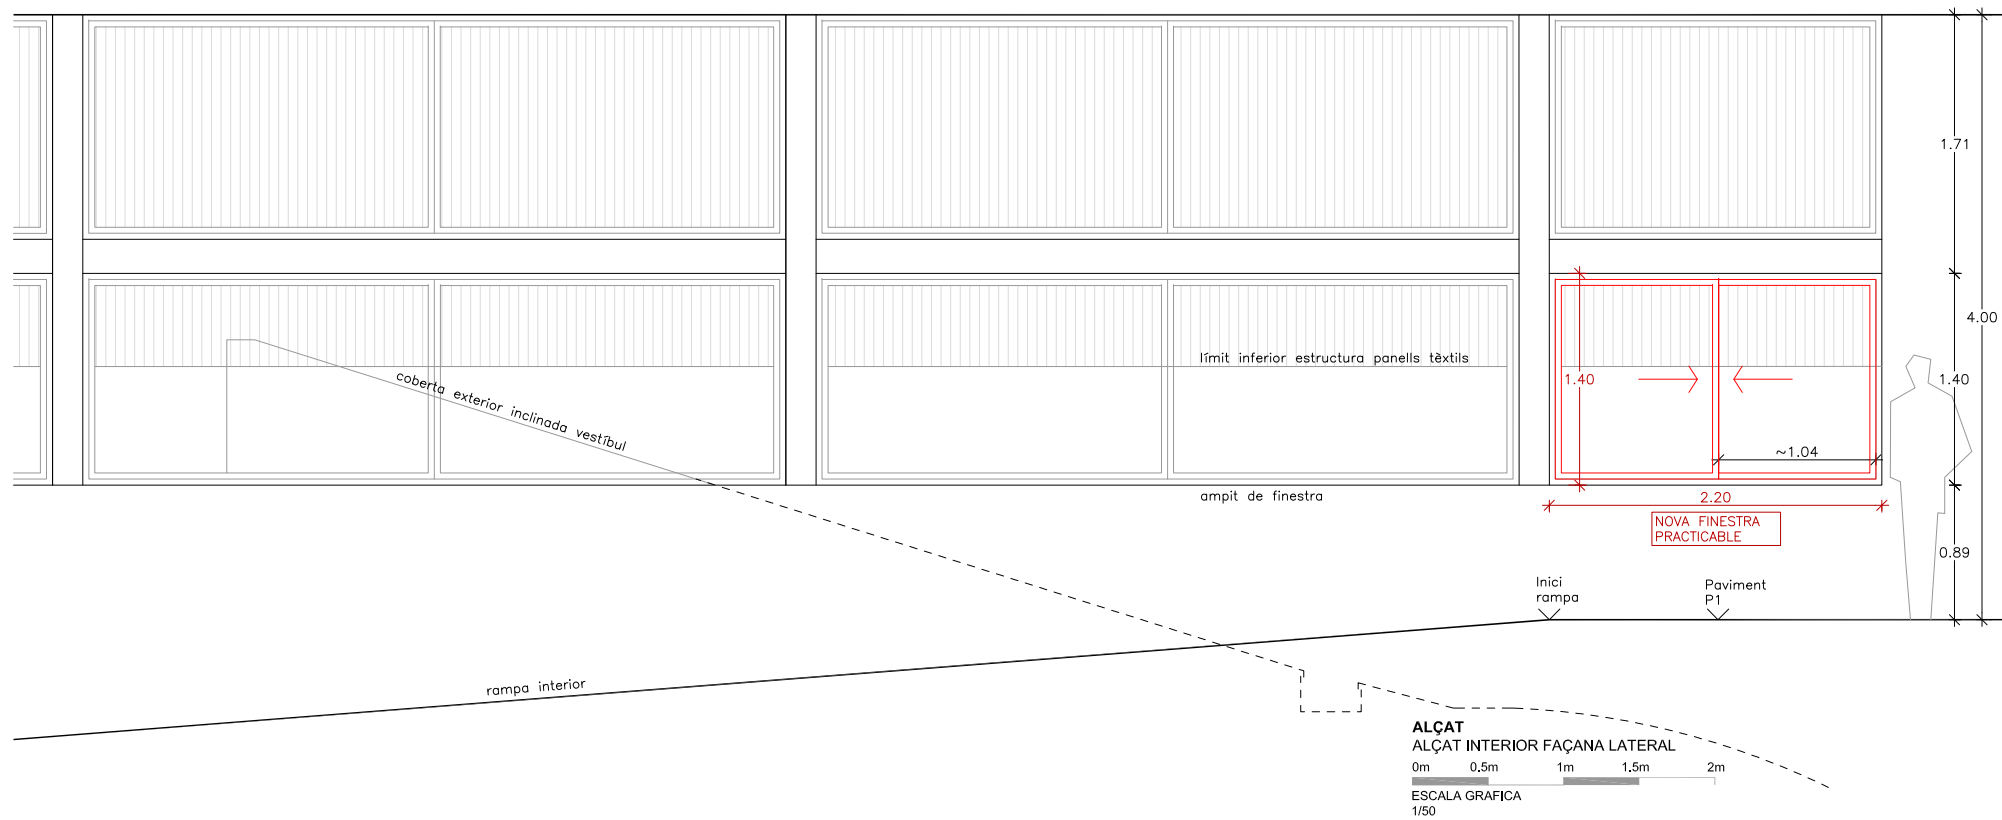 1.71
4.00
límit inferior estructura panells tèxtils
coberta exterior inclinada vestíbul
1.40
1.40
~1.04
ampit de finestra
2.20
NOVA FINESTRA
PRACTICABLE
0.89
Inici
rampa
Paviment
P1
rampa interior
ALÇAT
ALÇAT INTERIOR FAÇANA LATERAL
0m 0.5m 1m 1.5m 2m
ESCALA GRAFICA
1/50